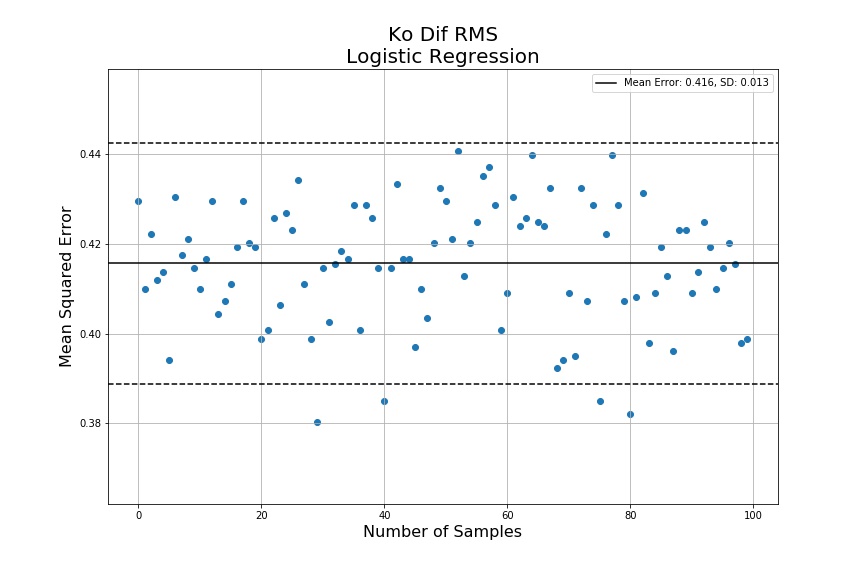 Ko Dif RMS
Logistic Regression
Mean Error: 0.416, SD: 0.013
0.44
0.42
0.40
0.38
Mean Squared Error
0
20
40
60
80
100
Number of Samples